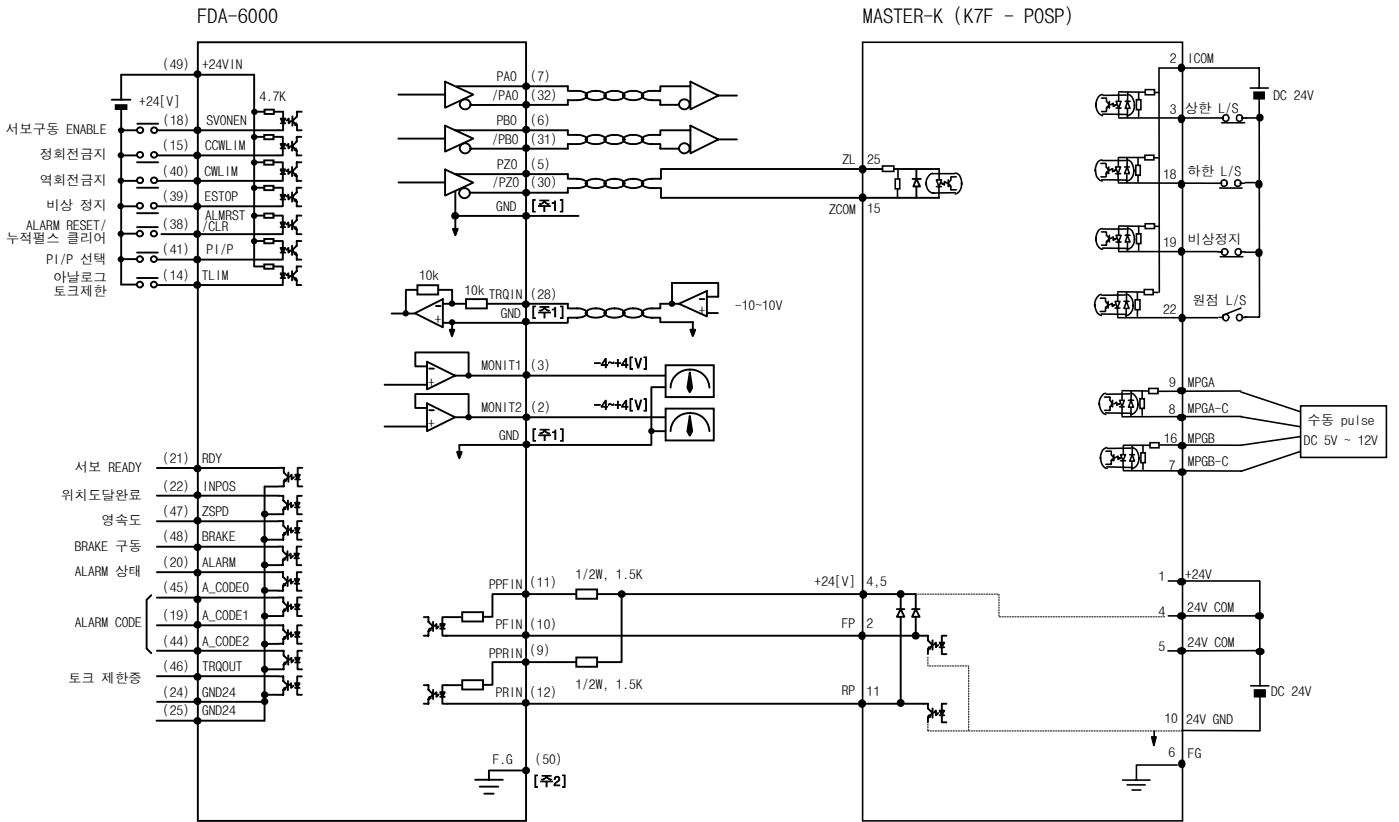 FDA-6000
MASTER-K (K7F - POSP)
(49) +24VIN
+24[V]
4.7K
서보구동 ENABLE (18) SVONEN
정회전금지 (15) CCWLIM
역회전금지 (40) CWLIM
비상 정지 (39) ESTOP
ALARM RESET/
누적펄스 클리어
(38) ALMRST
/CLR
PI/P 선택 (41) PI/P
아날로그
토크제한
(14) TLIM
PAO (7)
/PAO (32)
PBO (6)
/PBO (31)
PZO (5)
/PZO (30)
GND [주1]
ZL 25
ZCOM 15
10k
10k TRQIN (28)
GND [주1]
-10~10V
MONIT1 (3) -4~+4[V]
MONIT2 (2) -4~+4[V]
GND [주1]
서보 READY (21) RDY
위치도달완료 (22) INPOS
영속도 (47) ZSPD
BRAKE 구동 (48) BRAKE
ALARM 상태 (20) ALARM
(45) A_CODE0
ALARM CODE (19) A_CODE1
(44) A_CODE2
토크 제한중 (46) TRQOUT
(24) GND24
(25) GND24
PPFIN (11) 1/2W, 1.5K
PFIN (10)
PPRIN (9)
1/2W, 1.5K
PRIN (12)
F.G (50)
[주2]
+24[V] 4,5
FP 2
RP 11
2 ICOM
DC 24V
3 상한 L/S
18 하한 L/S
19 비상정지
22 원점 L/S
9 MPGA
8 MPGA-C
16 MPGB
7 MPGB-C
수동 pulse
DC 5V ~ 12V
1 +24V
4 24V COM
5 24V COM
DC 24V
10 24V GND
6 FG